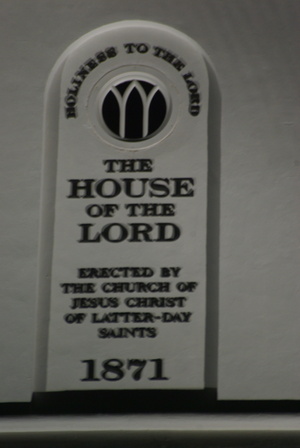 HOLINESS TO THE LORD
THE
HOUSE
OF THE
LORD
ERECTED BY
THE CHURCH OF
JESUS CHRIST
OF LATTER-DAY
SAINTS
1871